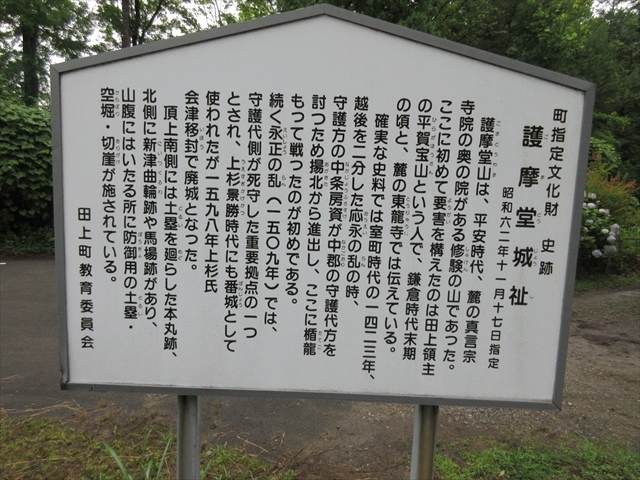 町指定文化財 史跡
護摩堂城址
昭和六二年十一月十七日指定
護摩堂山は、平安時代、麓の真言宗
寺院の奥の院がある修験の山であった。
ここに初めて要害を構えたのは田上領主
の平賀宝山という人で、鎌倉時代末期
の頃と、麓の東龍寺では伝えている。
確実な史料では室町時代の一四二三年、
越後を二分した応永の乱の時、
守護方の中条房資が中郡の守護代方を
討つため揚北から進出し、ここに楯籠
もって戦ったのが初めてである。
続く永正の乱(一五〇九年)では、
守護代側が死守した重要拠点の一つ
とされ、上杉景勝時代にも番城として
使われたが一五九八年上杉氏
会津移封で廃城となった。
頂上南側には土塁を廻らした本丸跡、
北側に新津曲輪跡や馬場跡があり、
山腹にはいたる所に防御用の土塁・
空堀・切崖が施されている。
田上町教育委員会